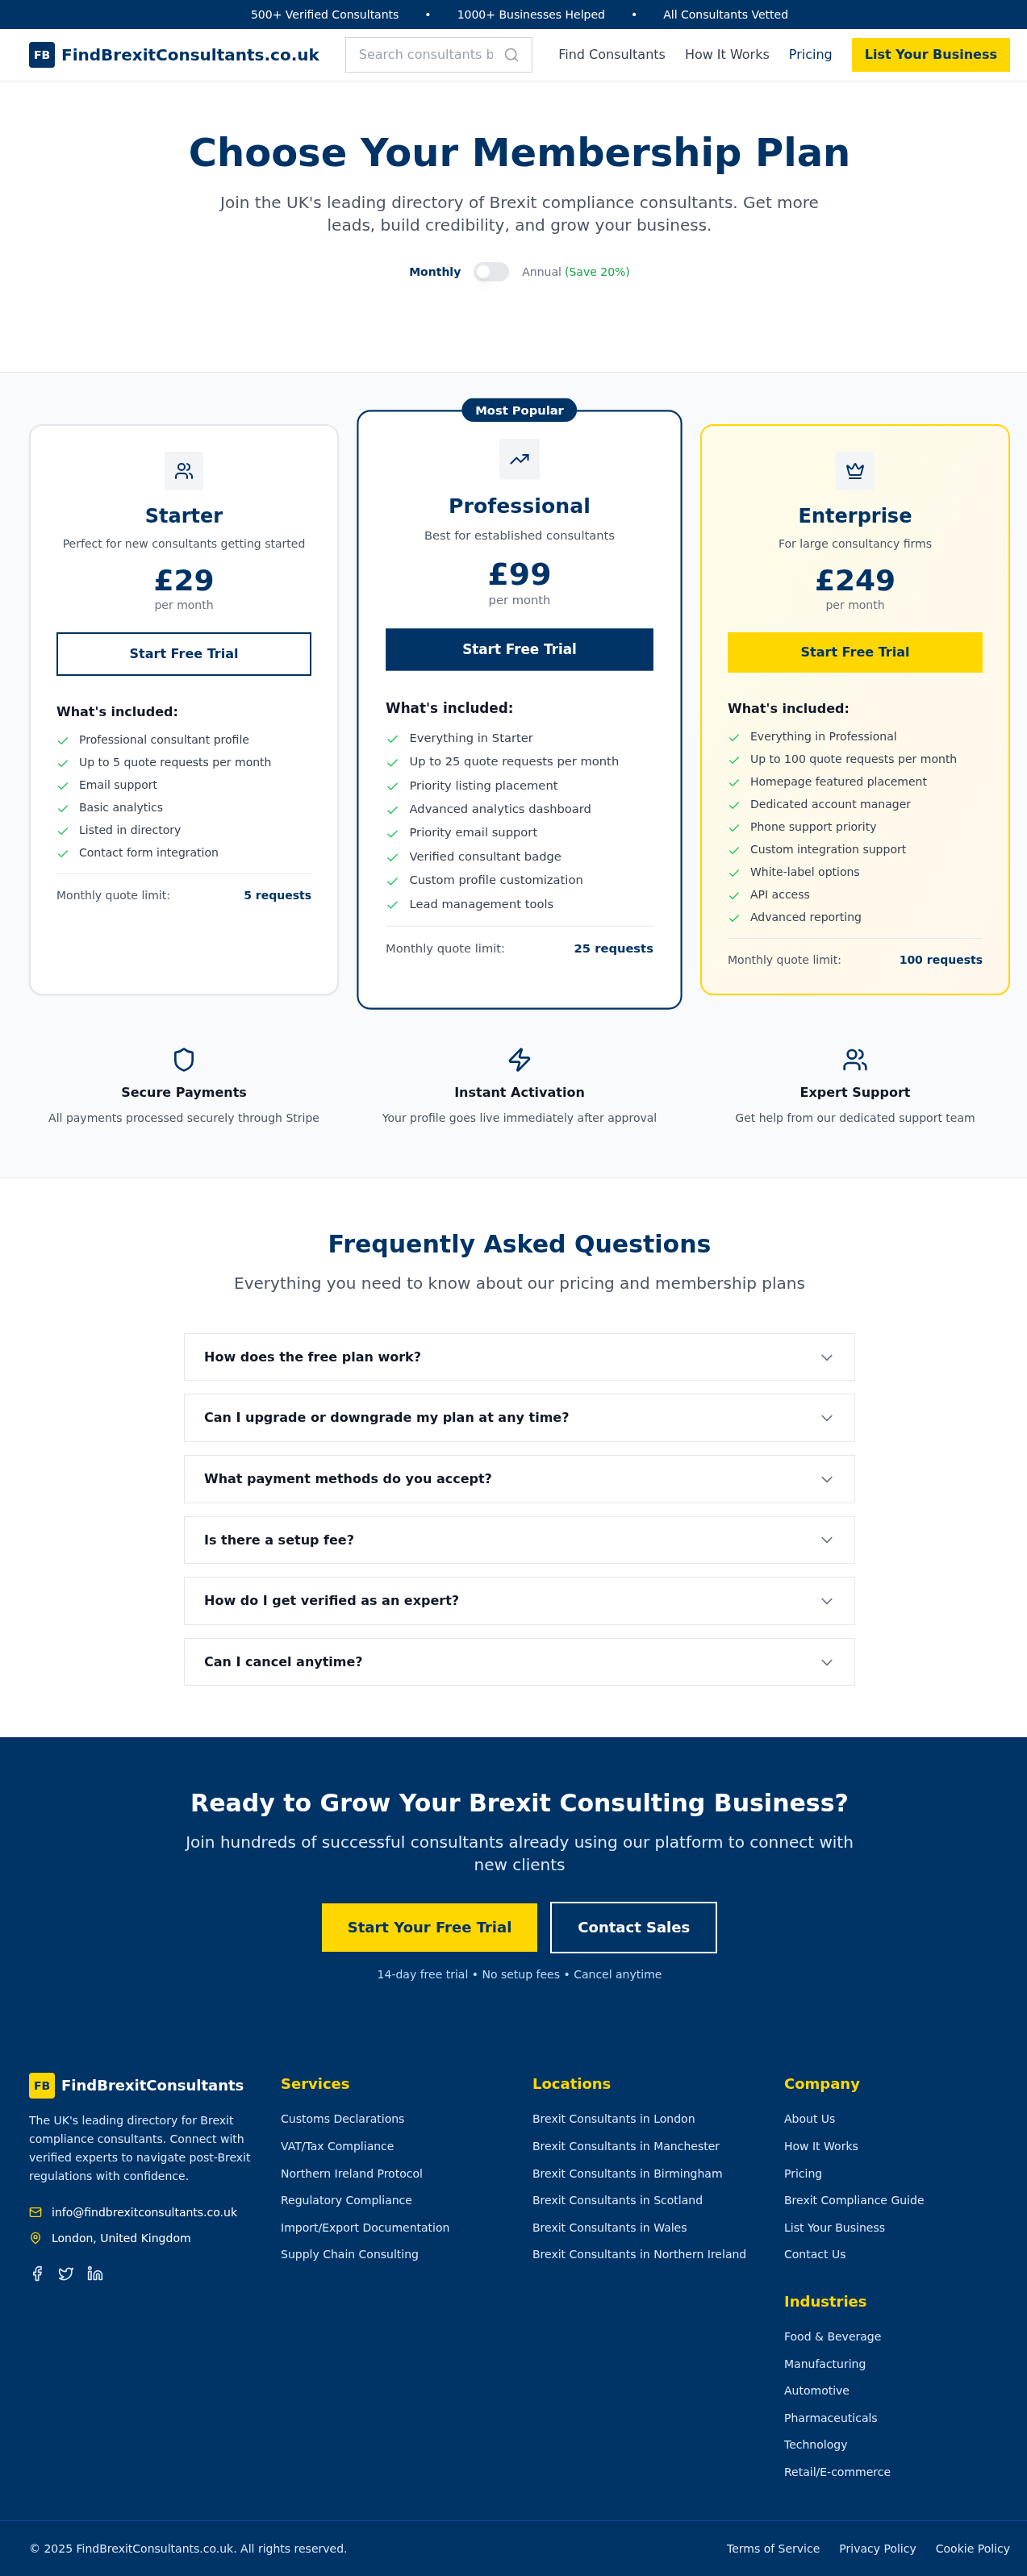 500+ Verified Consultants • 1000+ Businesses Helped • All Consultants Vetted
FB FindBrexitConsultants.co.uk
Search consultants b
Find Consultants
How It Works
Pricing
List Your Business
Choose Your Membership Plan
Join the UK's leading directory of Brexit compliance consultants. Get more
leads, build credibility, and grow your business.
Monthly
Annual (Save 20%)
Starter
Perfect for new consultants getting started
£29
per month
Start Free Trial
What's included:
Professional consultant profile
Up to 5 quote requests per month
Email support
Basic analytics
Listed in directory
Contact form integration
Monthly quote limit: 5 requests
Most Popular
Professional
Best for established consultants
£99
per month
Start Free Trial
What's included:
Everything in Starter
Up to 25 quote requests per month
Priority listing placement
Advanced analytics dashboard
Priority email support
Verified consultant badge
Custom profile customization
Lead management tools
Monthly quote limit: 25 requests
Enterprise
For large consultancy firms
£249
per month
Start Free Trial
What's included:
Everything in Professional
Up to 100 quote requests per month
Homepage featured placement
Dedicated account manager
Phone support priority
Custom integration support
White-label options
API access
Advanced reporting
Monthly quote limit: 100 requests
Secure Payments
All payments processed securely through Stripe
Instant Activation
Your profile goes live immediately after approval
Expert Support
Get help from our dedicated support team
Frequently Asked Questions
Everything you need to know about our pricing and membership plans
How does the free plan work?
Can I upgrade or downgrade my plan at any time?
What payment methods do you accept?
Is there a setup fee?
How do I get verified as an expert?
Can I cancel anytime?
Ready to Grow Your Brexit Consulting Business?
Join hundreds of successful consultants already using our platform to connect with
new clients
Start Your Free Trial
Contact Sales
14-day free trial • No setup fees • Cancel anytime
FB FindBrexitConsultants
The UK's leading directory for Brexit
compliance consultants. Connect with
verified experts to navigate post-Brexit
regulations with confidence.
info@findbrexitconsultants.co.uk
London, United Kingdom
Services
Customs Declarations
VAT/Tax Compliance
Northern Ireland Protocol
Regulatory Compliance
Import/Export Documentation
Supply Chain Consulting
Locations
Brexit Consultants in London
Brexit Consultants in Manchester
Brexit Consultants in Birmingham
Brexit Consultants in Scotland
Brexit Consultants in Wales
Brexit Consultants in Northern Ireland
Company
About Us
How It Works
Pricing
Brexit Compliance Guide
List Your Business
Contact Us
Industries
Food & Beverage
Manufacturing
Automotive
Pharmaceuticals
Technology
Retail/E-commerce
© 2025 FindBrexitConsultants.co.uk. All rights reserved.
Terms of Service
Privacy Policy
Cookie Policy